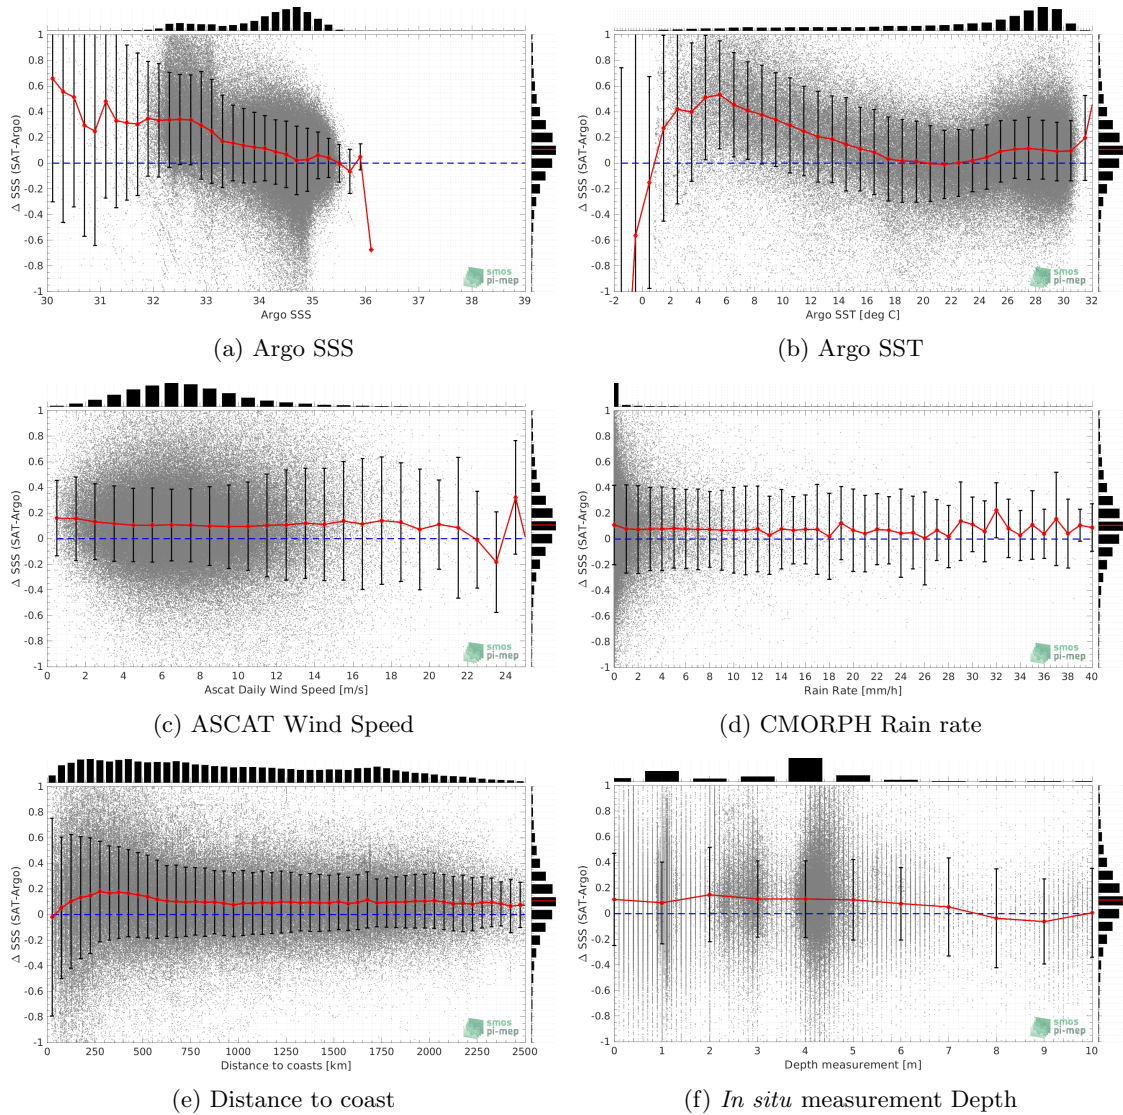 Δ SSS (SAT-Argo)
1
0.8
0.6
0.4
0.2
0
-0.2
-0.4
-0.6
-0.8
-1
30 31 32 33 34 35 36 37 38 39
Argo SSS
smos
pi-mep
(a) Argo SSS
Δ SSS (SAT-Argo)
1
0.8
0.6
0.4
0.2
0
-0.2
-0.4
-0.6
-0.8
-1
-2 0 2 4 6 8 10 12 14 16 18 20 22 24 26 28 30 32
Argo SST [deg C]
smos
pi-mep
(b) Argo SST
Δ SSS (SAT-Argo)
1
0.8
0.6
0.4
0.2
0
-0.2
-0.4
-0.6
-0.8
-1
0 2 4 6 8 10 12 14 16 18 20 22 24
Ascat Daily Wind Speed [m/s]
smos
pi-mep
(c) ASCAT Wind Speed
Δ SSS (SAT-Argo)
1
0.8
0.6
0.4
0.2
0
-0.2
-0.4
-0.6
-0.8
-1
0 2 4 6 8 10 12 14 16 18 20 22 24 26 28 30 32 34 36 38 40
Rain Rate [mm/h]
smos
pi-mep
(d) CMORPH Rain rate
Δ SSS (SAT-Argo)
1
0.8
0.6
0.4
0.2
0
-0.2
-0.4
-0.6
-0.8
-1
0 250 500 750 1000 1250 1500 1750 2000 2250 2500
Distance to coasts [km]
smos
pi-mep
(e) Distance to coast
Δ SSS (SAT-Argo)
1
0.8
0.6
0.4
0.2
0
-0.2
-0.4
-0.6
-0.8
-1
0 1 2 3 4 5 6 7 8 9 10
Depth measurement [m]
smos
pi-mep
(f) In situ measurement Depth